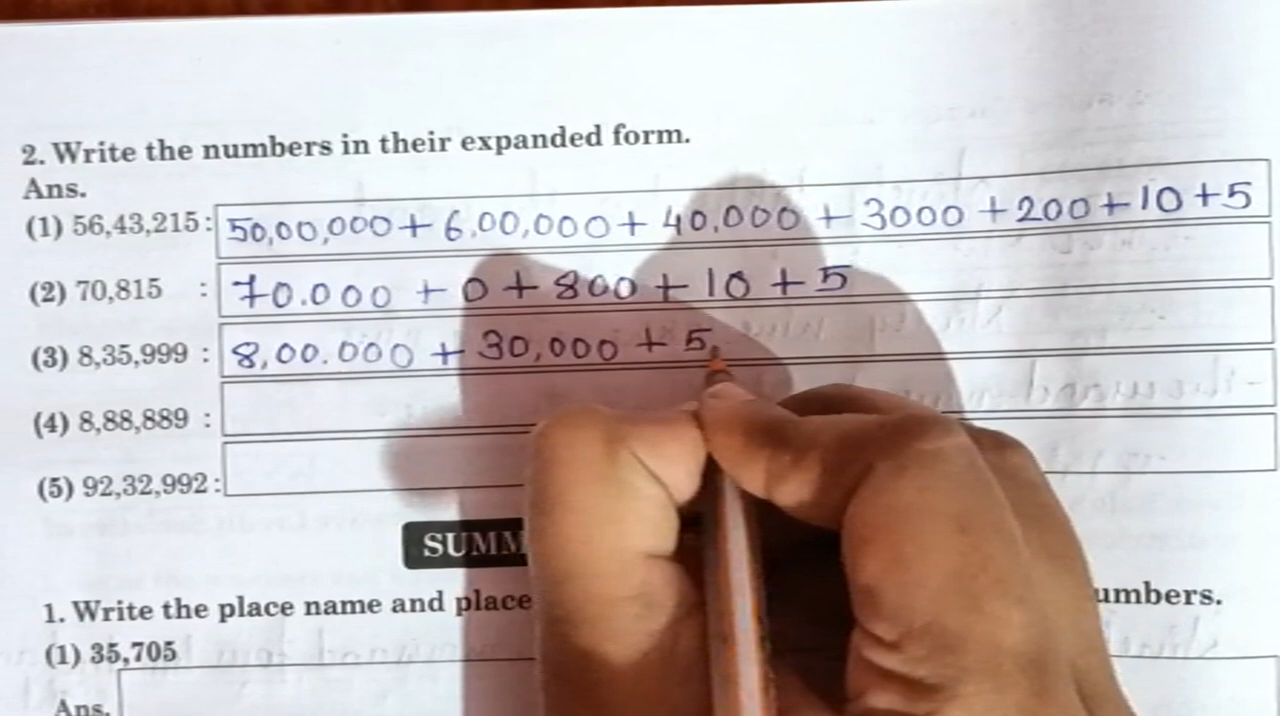 2. Write the numbers in their expanded form.
Ans.
(1) 56,43,215 : 50,00,000 + 6,00,000 + 40,000 + 3000 + 200 + 10 + 5
(2) 70,815 : 70.000 + 0 + 800 + 10 + 5
(3) 8,35,999 : 8,00.000 + 30,000 + 5,
(4) 8,88,889 :
(5) 92,32,992 :
SUMM
1. Write the place name and place umbers.
(1) 35,705
Ans.